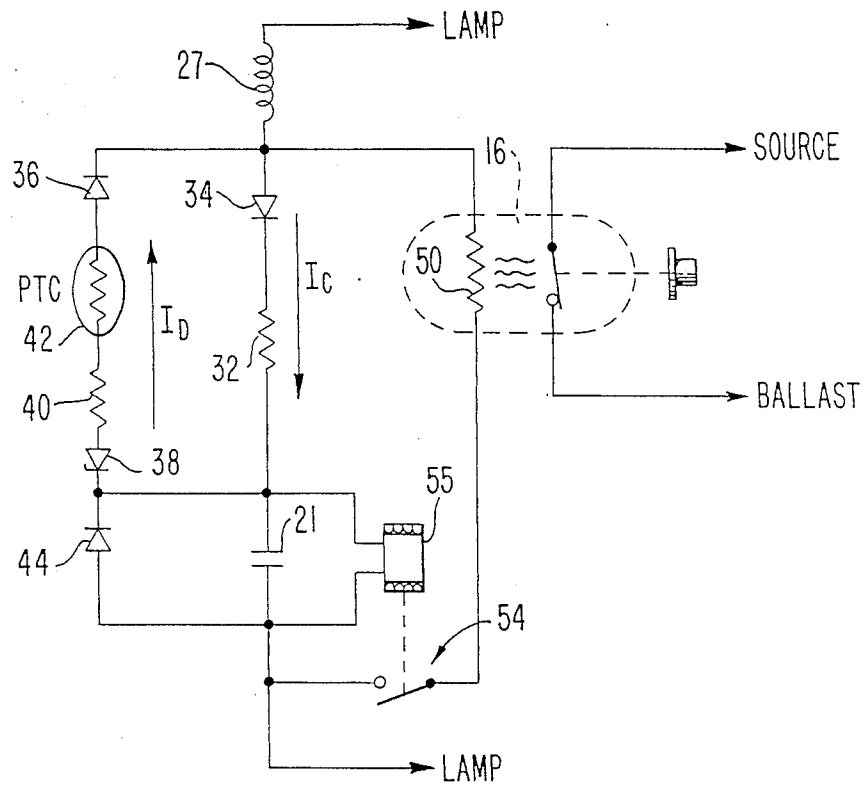 LAMP
27
16
SOURCE
36
34
50
PTC
I_D
I_C
42
32
40
BALLAST
38
55
21
44
54
LAMP